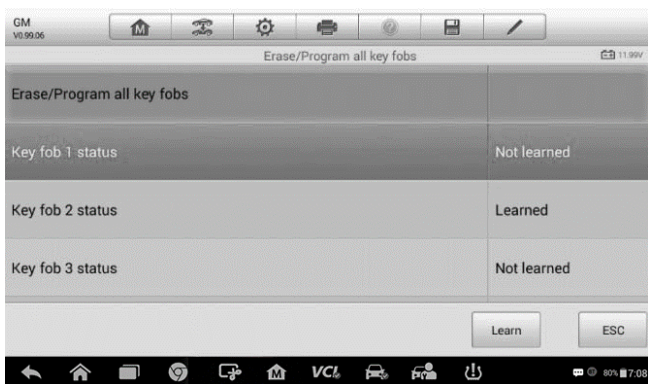 GM
V0.99.06
M
Erase/Program all key fobs
11.99V
Erase/Program all key fobs
Key fob 1 status
Not learned
Key fob 2 status
Learned
Key fob 3 status
Not learned
Learn
ESC
M
VCI
80%
7:08